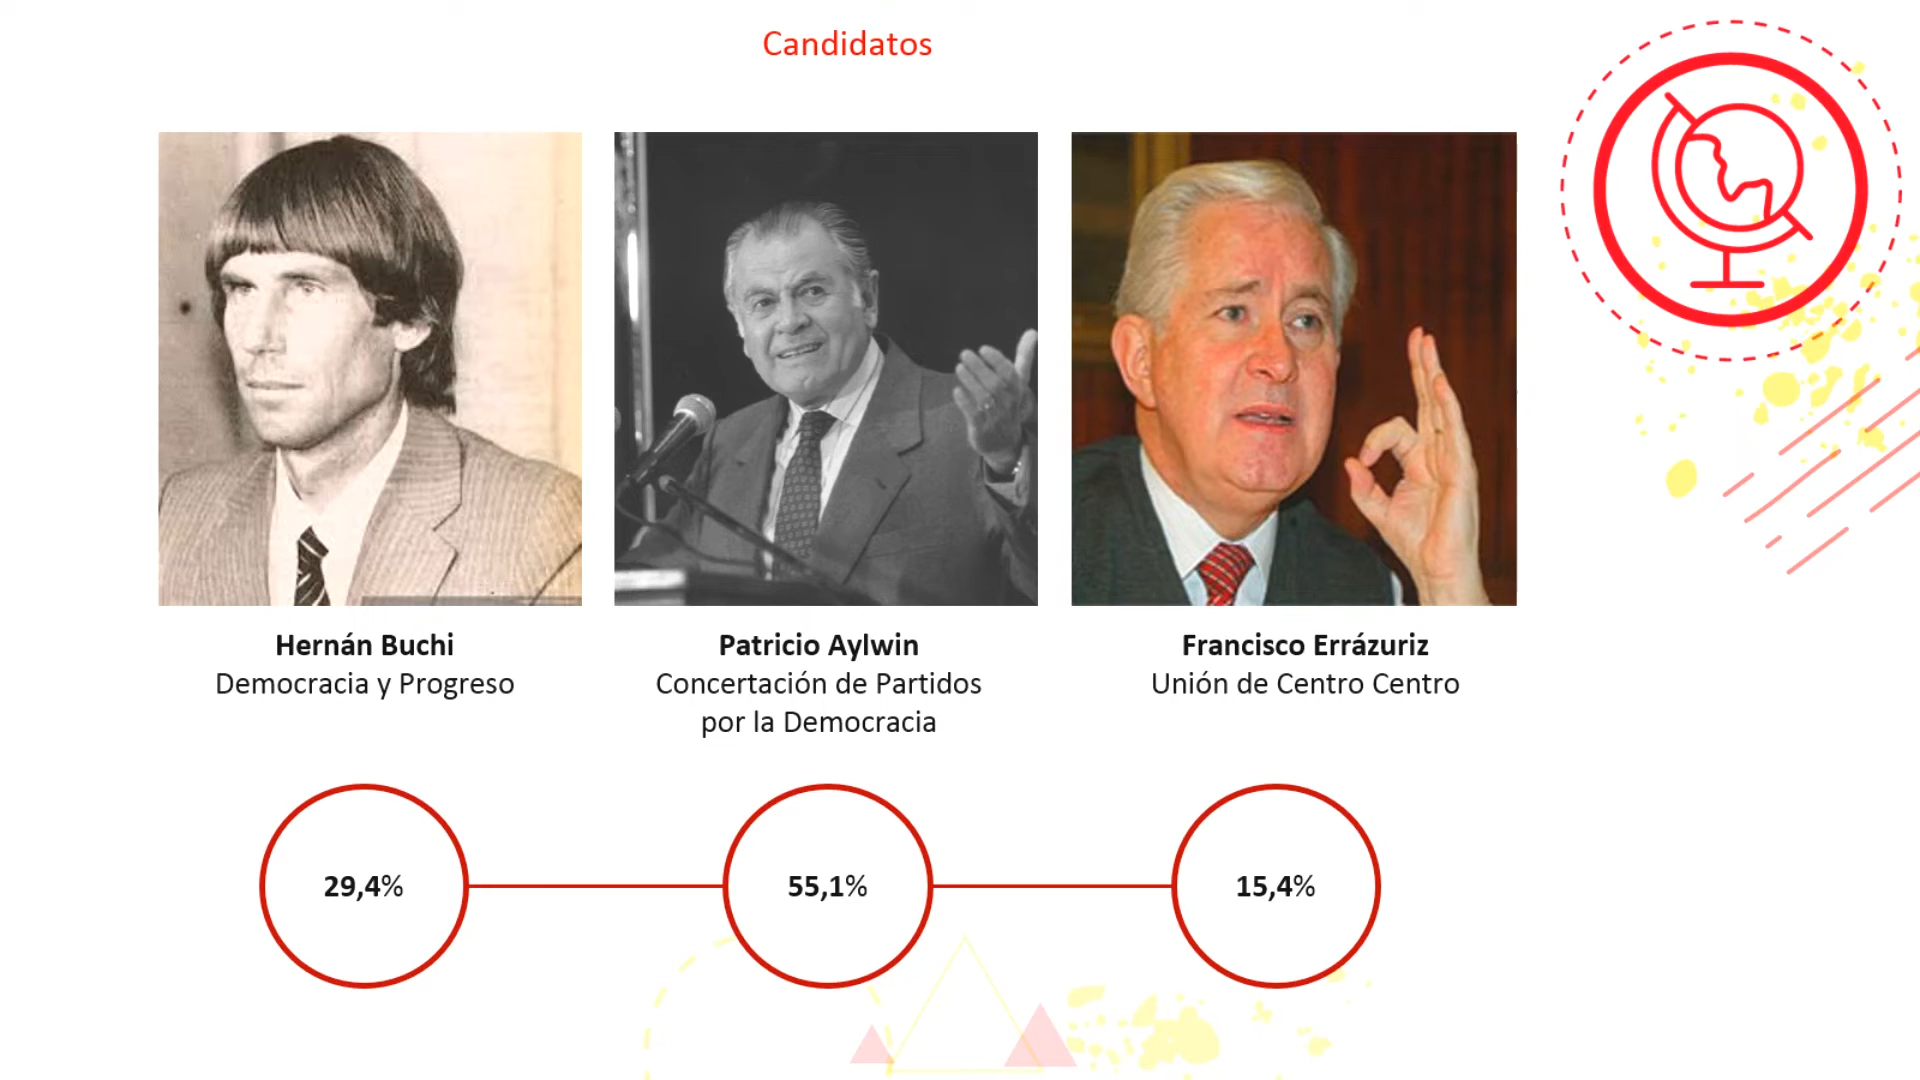 Candidatos
Hernán Buchi
Democracia y Progreso
Patricio Aylwin
Concertación de Partidos
por la Democracia
Francisco Errázuriz
Unión de Centro Centro
29,4%
55,1%
15,4%